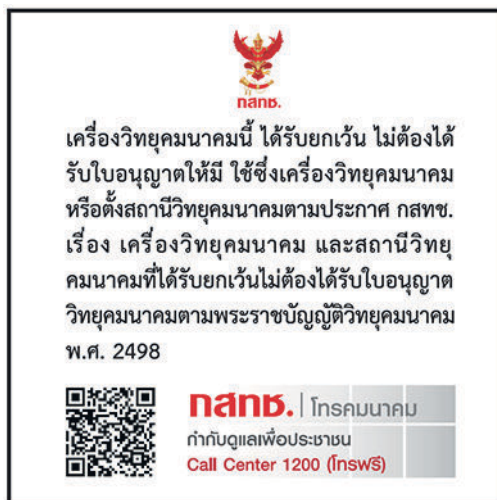 กสทช.
เครื่องวิทยุคมนาคมนี้ ได้รับยกเว้น ไม่ต้องได้
รับใบอนุญาตให้มี ใช้ซึ่งเครื่องวิทยุคมนาคม
หรือตั้งสถานีวิทยุคมนาคมตามประกาศ กสทช.
เรื่อง เครื่องวิทยุคมนาคม และสถานีวิทยุ
คมนาคมที่ได้รับยกเว้นไม่ต้องได้รับใบอนุญาต
วิทยุคมนาคมตามพระราชบัญญัติวิทยุคมนาคม
พ.ศ. 2498
กสทช. | โทรคมนาคม
กำกับดูแลเพื่อประชาชน
Call Center 1200 (โทรฟรี)